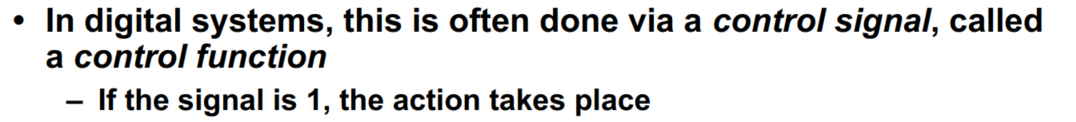 • In digital systems, this is often done via a control signal, called
a control function
– If the signal is 1, the action takes place